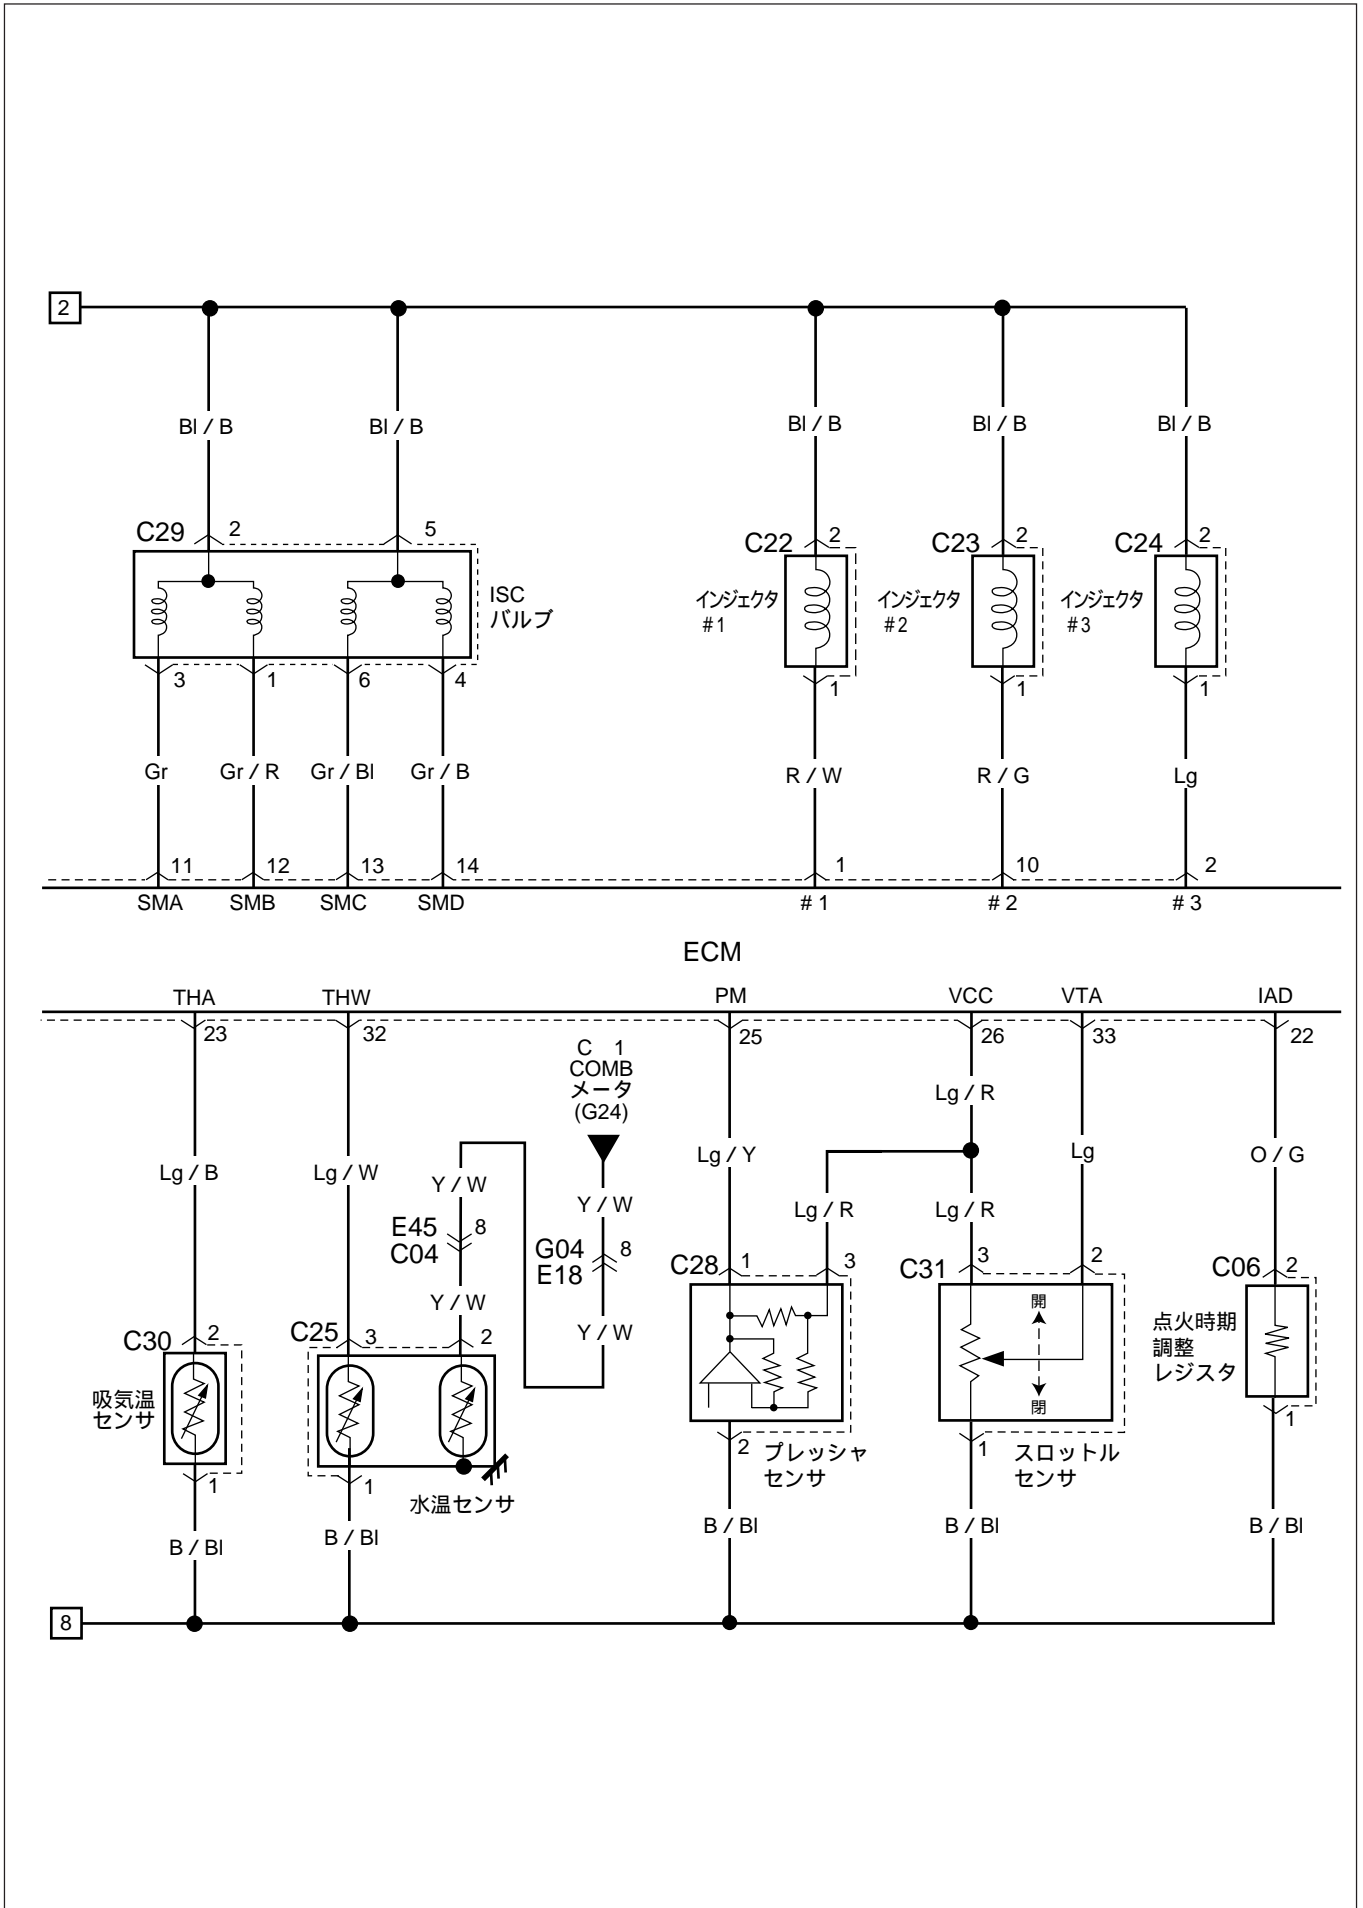 2
Bl / B
Bl / B
Bl / B
Bl / B
Bl / B
C29
2
5
C22
2
C23
2
C24
2
ISC
バルブ
インジェクタ
#1
インジェクタ
#2
インジェクタ
#3
3
1
6
4
1
1
1
Gr
Gr / R
Gr / Bl
Gr / B
R / W
R / G
Lg
11
12
13
14
1
10
2
SMA
SMB
SMC
SMD
# 1
# 2
# 3
ECM
THA
THW
PM
VCC
VTA
IAD
23
32
25
26
33
22
C 1
COMB
メータ
(G24)
Lg / R
Lg / B
Lg / W
Y / W
Y / W
Lg / Y
Lg / R
Lg / R
Lg
O / G
E45
C04
8
G04
E18
8
Y / W
Y / W
C28
1
3
C31
3
2
C06
2
C30
2
C25
3
2
吸気温
センサ
開
閉
点火時期
調整
レジスタ
1
1
水温センサ
2
プレッシャ
センサ
1
スロットル
センサ
1
B / Bl
B / Bl
B / Bl
B / Bl
B / Bl
8